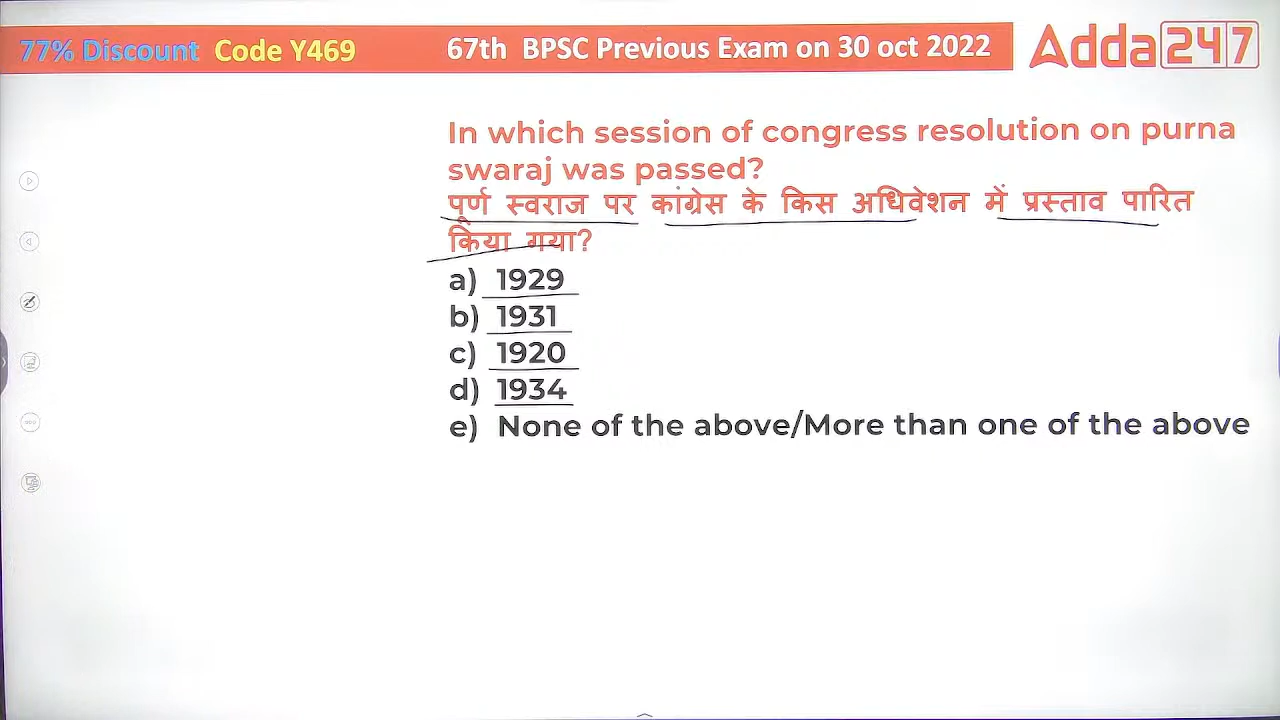 77% Discount Code Y469 67th BPSC Previous Exam on 30 oct 2022 Adda247
In which session of congress resolution on purna
swaraj was passed?
पूर्ण स्वराज पर कांग्रेस के किस अधिवेशन में प्रस्ताव पारित
किया गया?
a) 1929
b) 1931
c) 1920
d) 1934
e) None of the above/More than one of the above